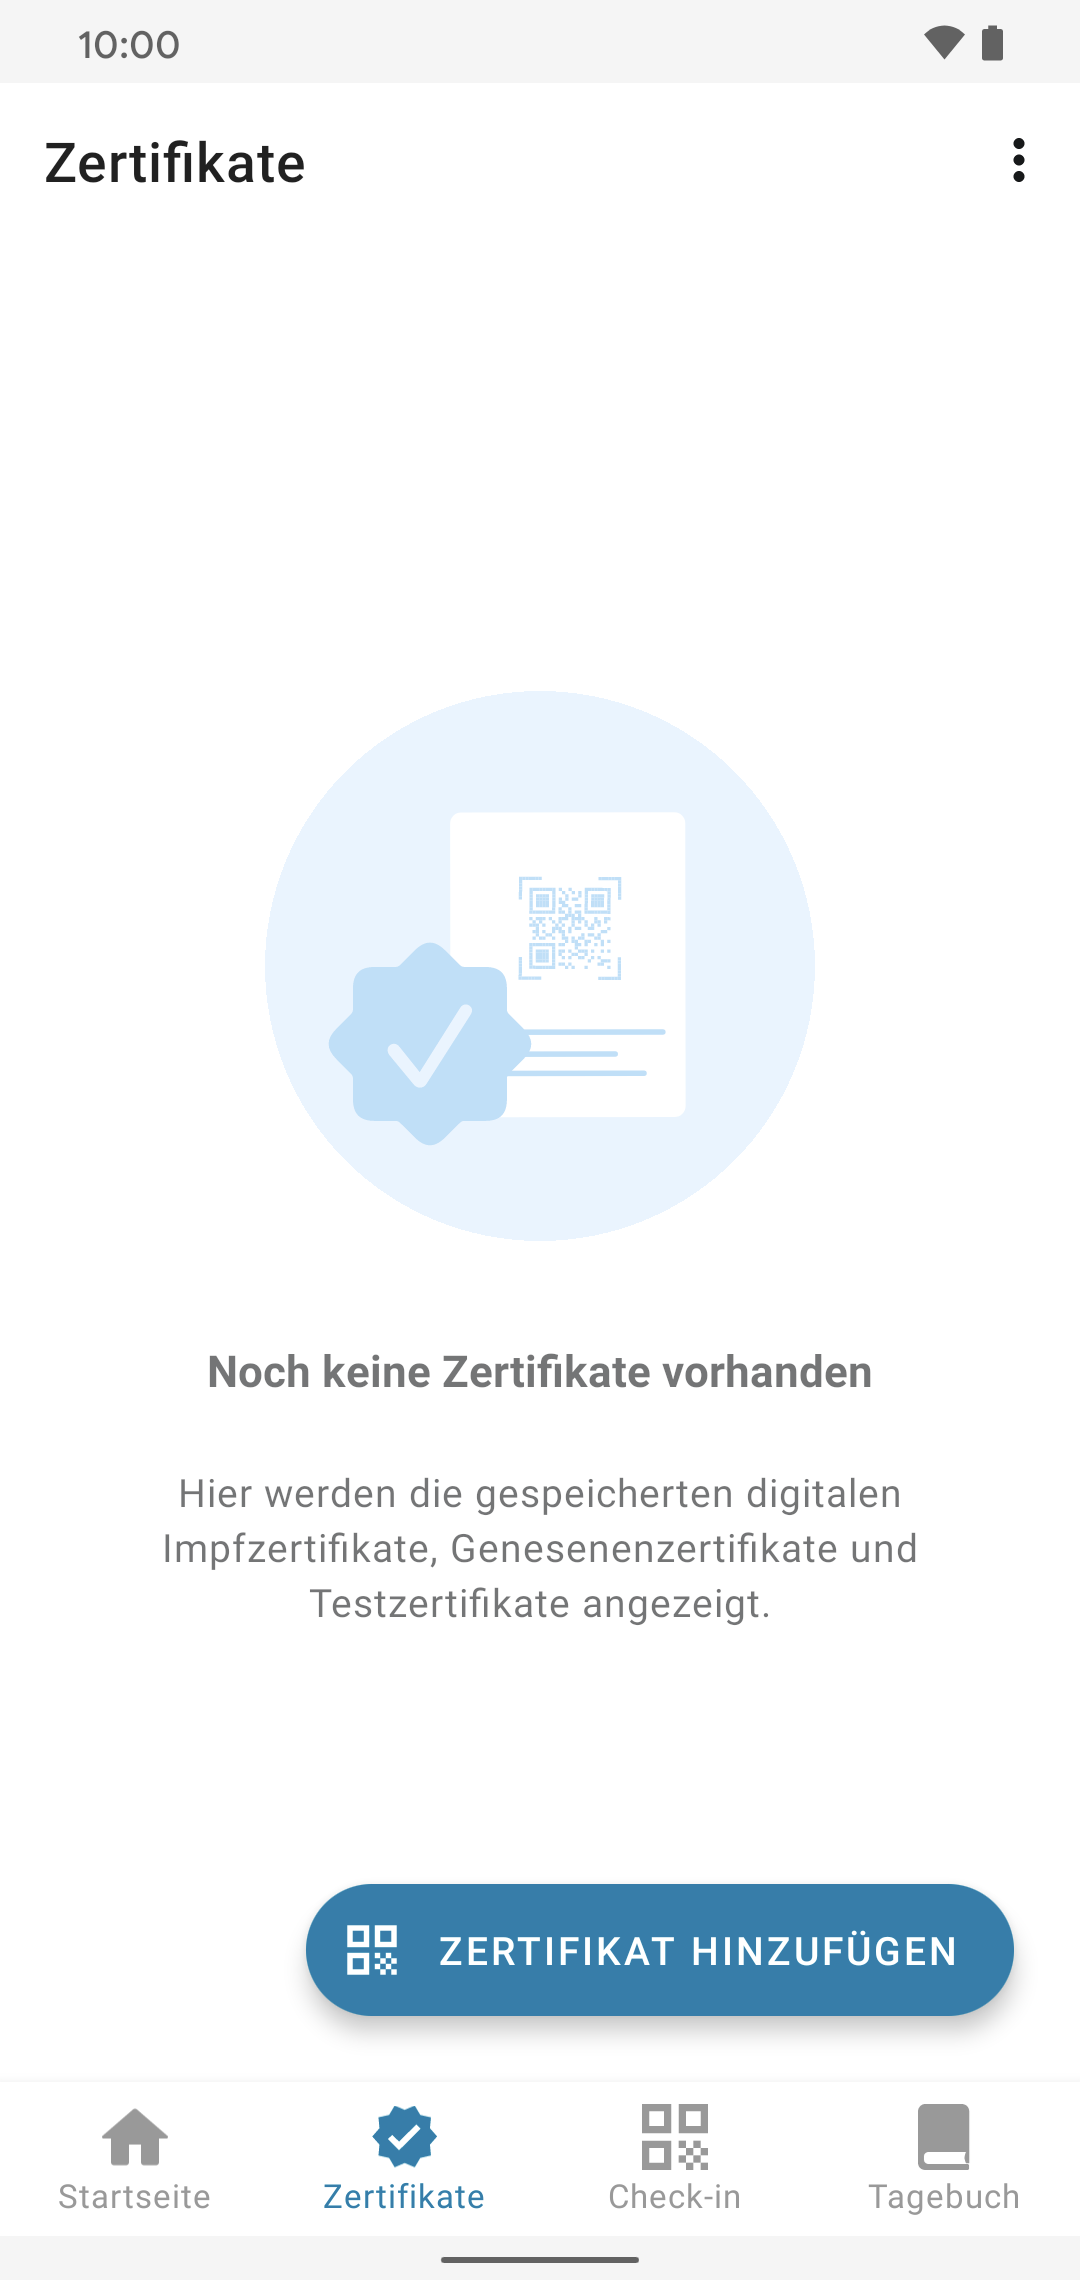 10:00
Zertifikate
Noch keine Zertifikate vorhanden
Hier werden die gespeicherten digitalen
Impfzertifikate, Genesenenzertifikate und
Testzertifikate angezeigt.
ZERTIFIKAT HINZUFÜGEN
Startseite
Zertifikate
Check-in
Tagebuch